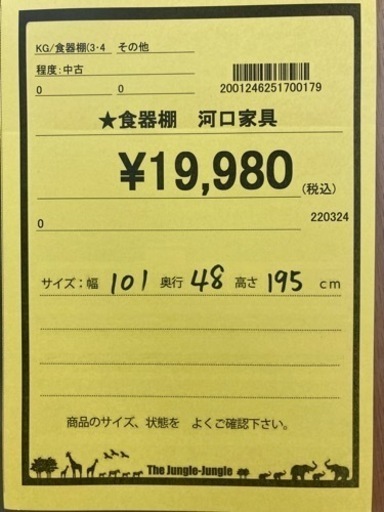 KG/食器棚(3･4 その他
程度:中古
0 0
2001246251700179
★食器棚 河口家具
¥19,980(税込)
0 220324
サイズ:幅 101 奥行 48 高さ 195 cm
商品のサイズ、状態を よくご確認下さい。
The Jungle-Jungle